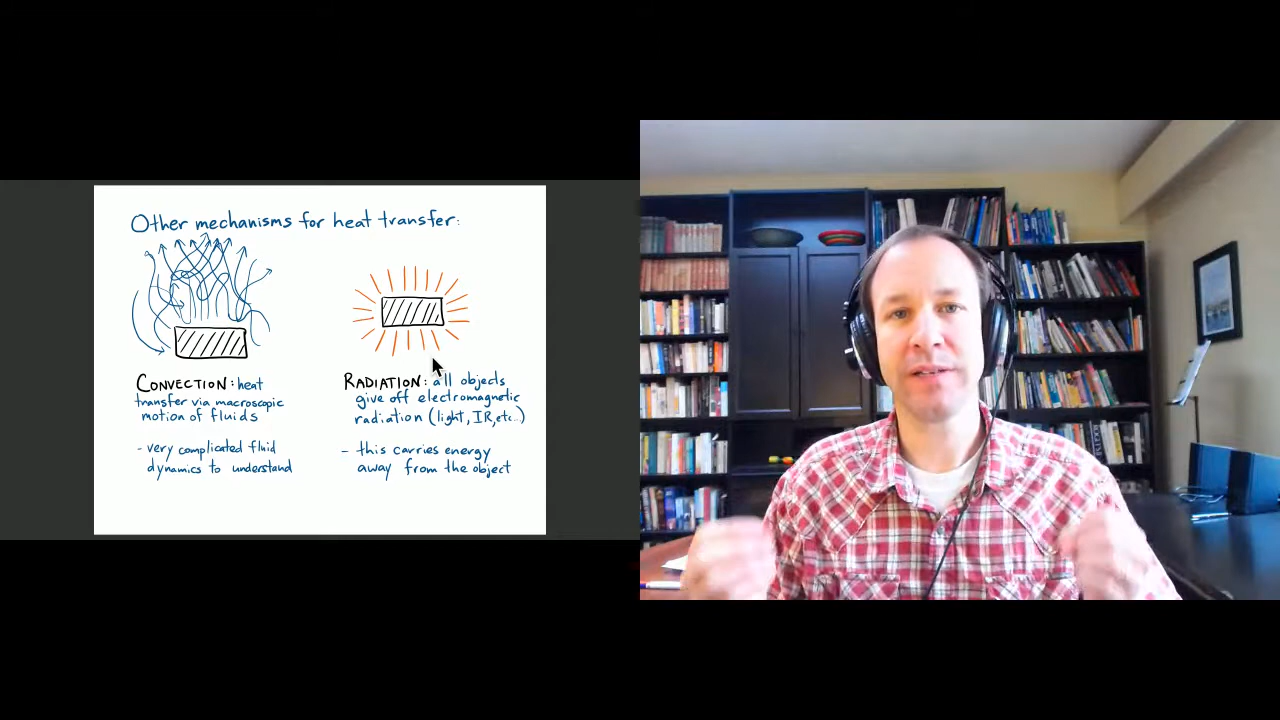 Other mechanisms for heat transfer:
CONVECTION: heat
transfer via macroscopic
motion of fluids
- very complicated fluid
dynamics to understand
RADIATION: all objects
give off electromagnetic
radiation (light, IR, etc..)
- this carries energy
away from the object